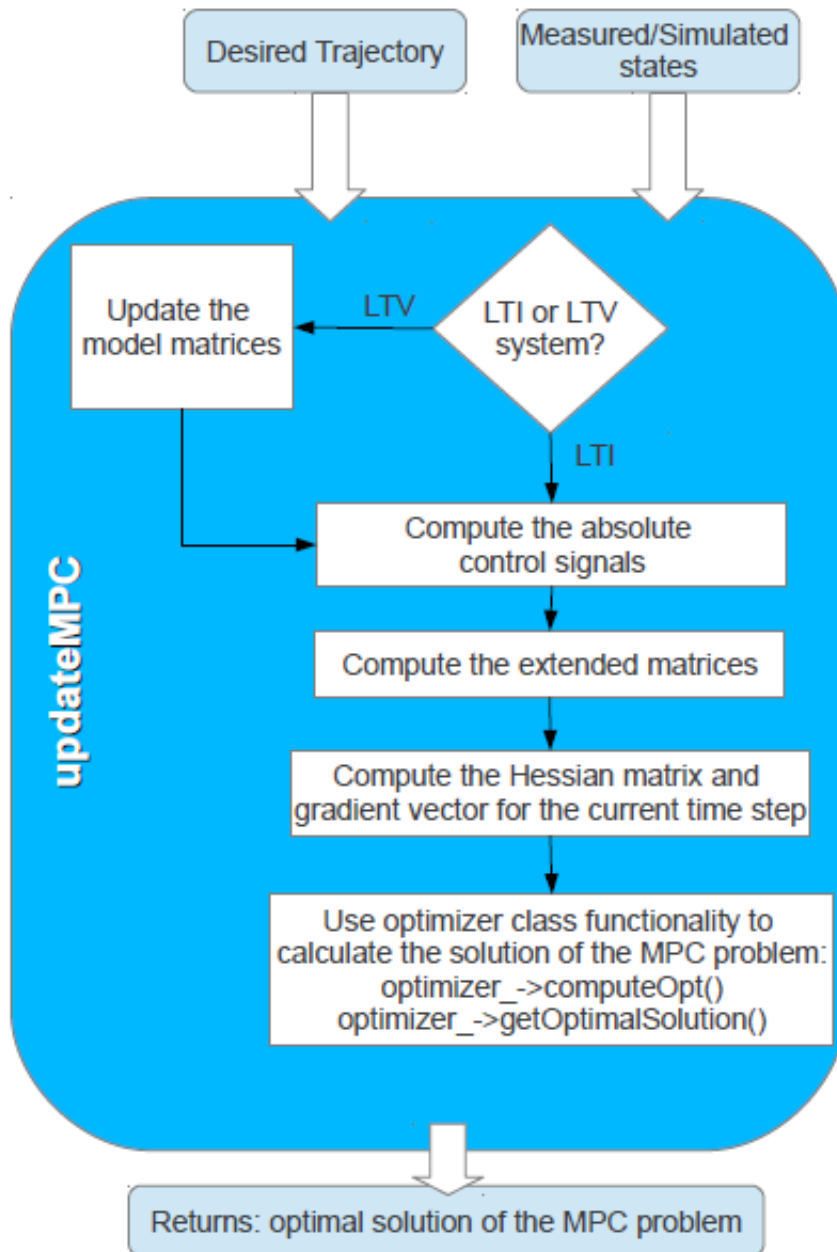 Desired Trajectory
Measured/Simulated
states
LTI or LTV
system?
LTV
Update the
model matrices
LTI
Compute the absolute
control signals
Compute the extended matrices
Compute the Hessian matrix and
gradient vector for the current time step
Use optimizer class functionality to
calculate the solution of the MPC problem:
optimizer_->computeOpt()
optimizer_->getOptimalSolution()
updateMPC
Returns: optimal solution of the MPC problem